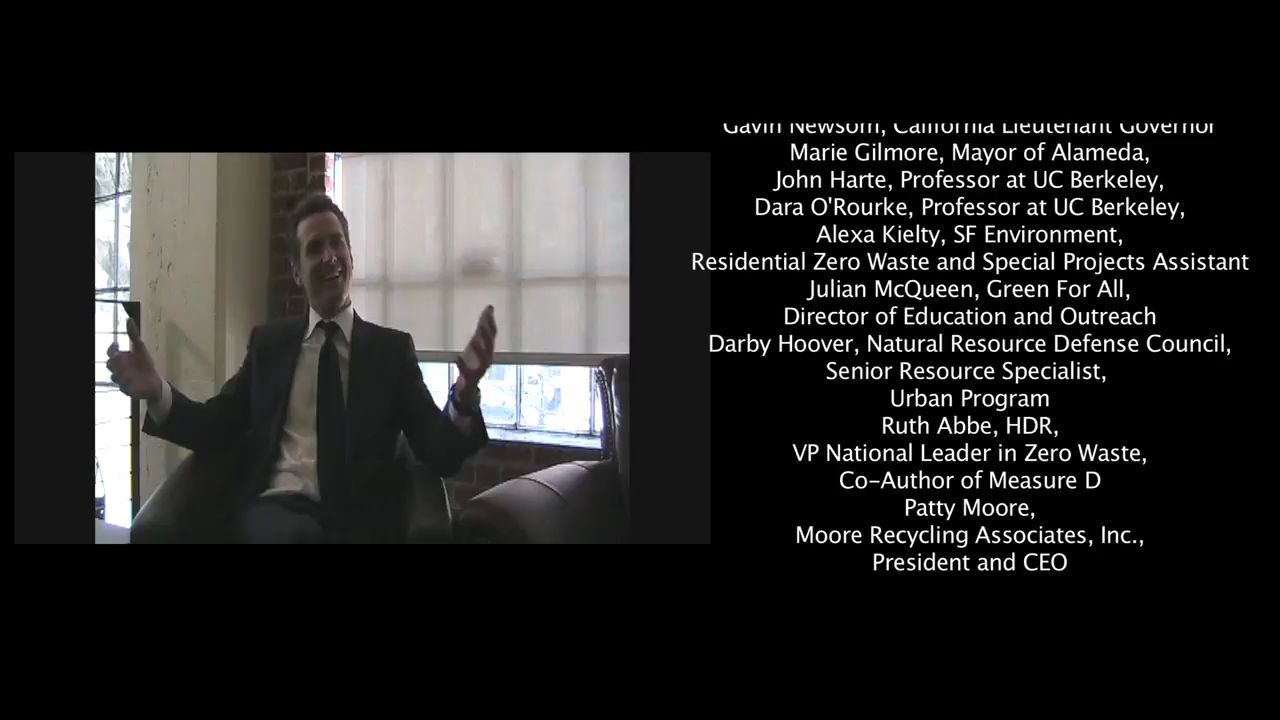 Gavin Newsom, California Lieutenant Governor
Marie Gilmore, Mayor of Alameda,
John Harte, Professor at UC Berkeley,
Dara O'Rourke, Professor at UC Berkeley,
Alexa Kielty, SF Environment,
Residential Zero Waste and Special Projects Assistant
Julian McQueen, Green For All,
Director of Education and Outreach
Darby Hoover, Natural Resource Defense Council,
Senior Resource Specialist,
Urban Program
Ruth Abbe, HDR,
VP National Leader in Zero Waste,
Co-Author of Measure D
Patty Moore,
Moore Recycling Associates, Inc.,
President and CEO